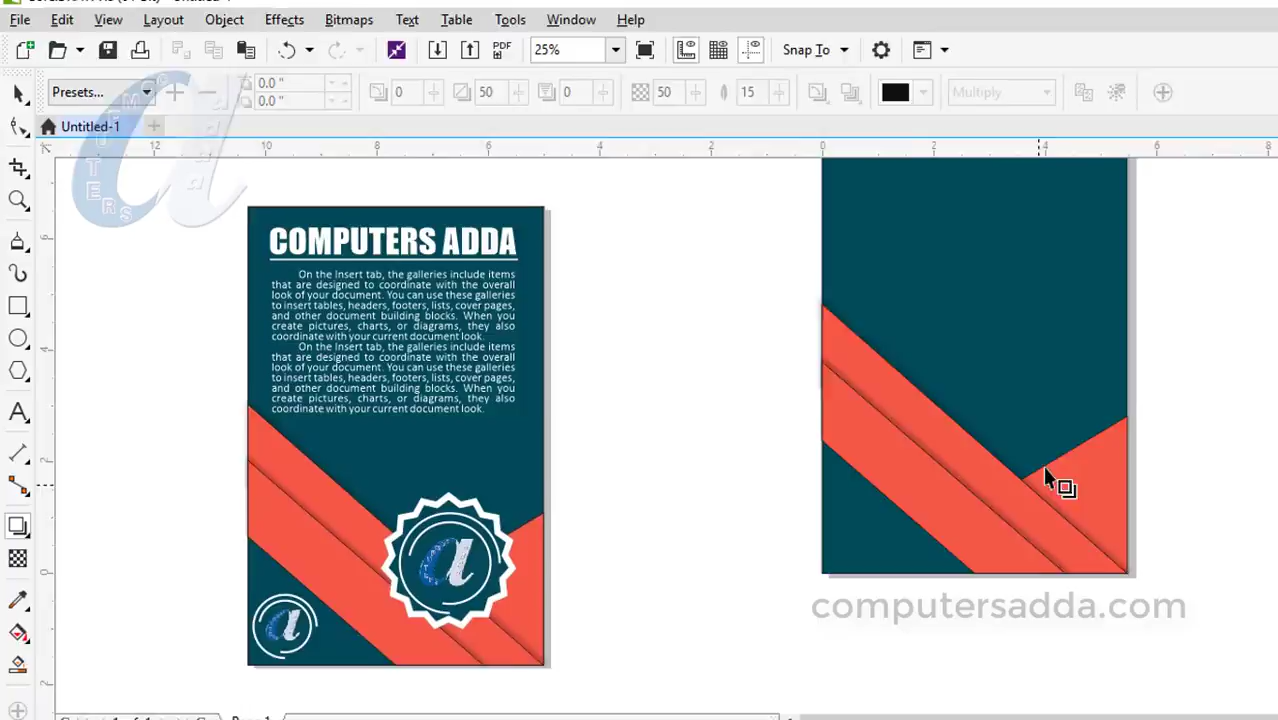 File Edit View Layout Object Effects Bitmaps Text Table Tools Window Help
PDF 25% Snap To
Presets... 0.0 " 0.0 " 0 50 0 50 15 Multiply
Untitled-1
12 10 8 6 4 2 0 2 4 6 8
6
4
2
0
2
COMPUTERS ADDA
On the Insert tab, the galleries include items
that are designed to coordinate with the overall
look of your document. You can use these galleries
to insert tables, headers, footers, lists, cover pages,
and other document building blocks. When you
create pictures, charts, or diagrams, they also
coordinate with your current document look.
On the Insert tab, the galleries include items
that are designed to coordinate with the overall
look of your document. You can use these galleries
to insert tables, headers, footers, lists, cover pages,
and other document building blocks. When you
create pictures, charts, or diagrams, they also
coordinate with your current document look.
a
a
computersadda.com